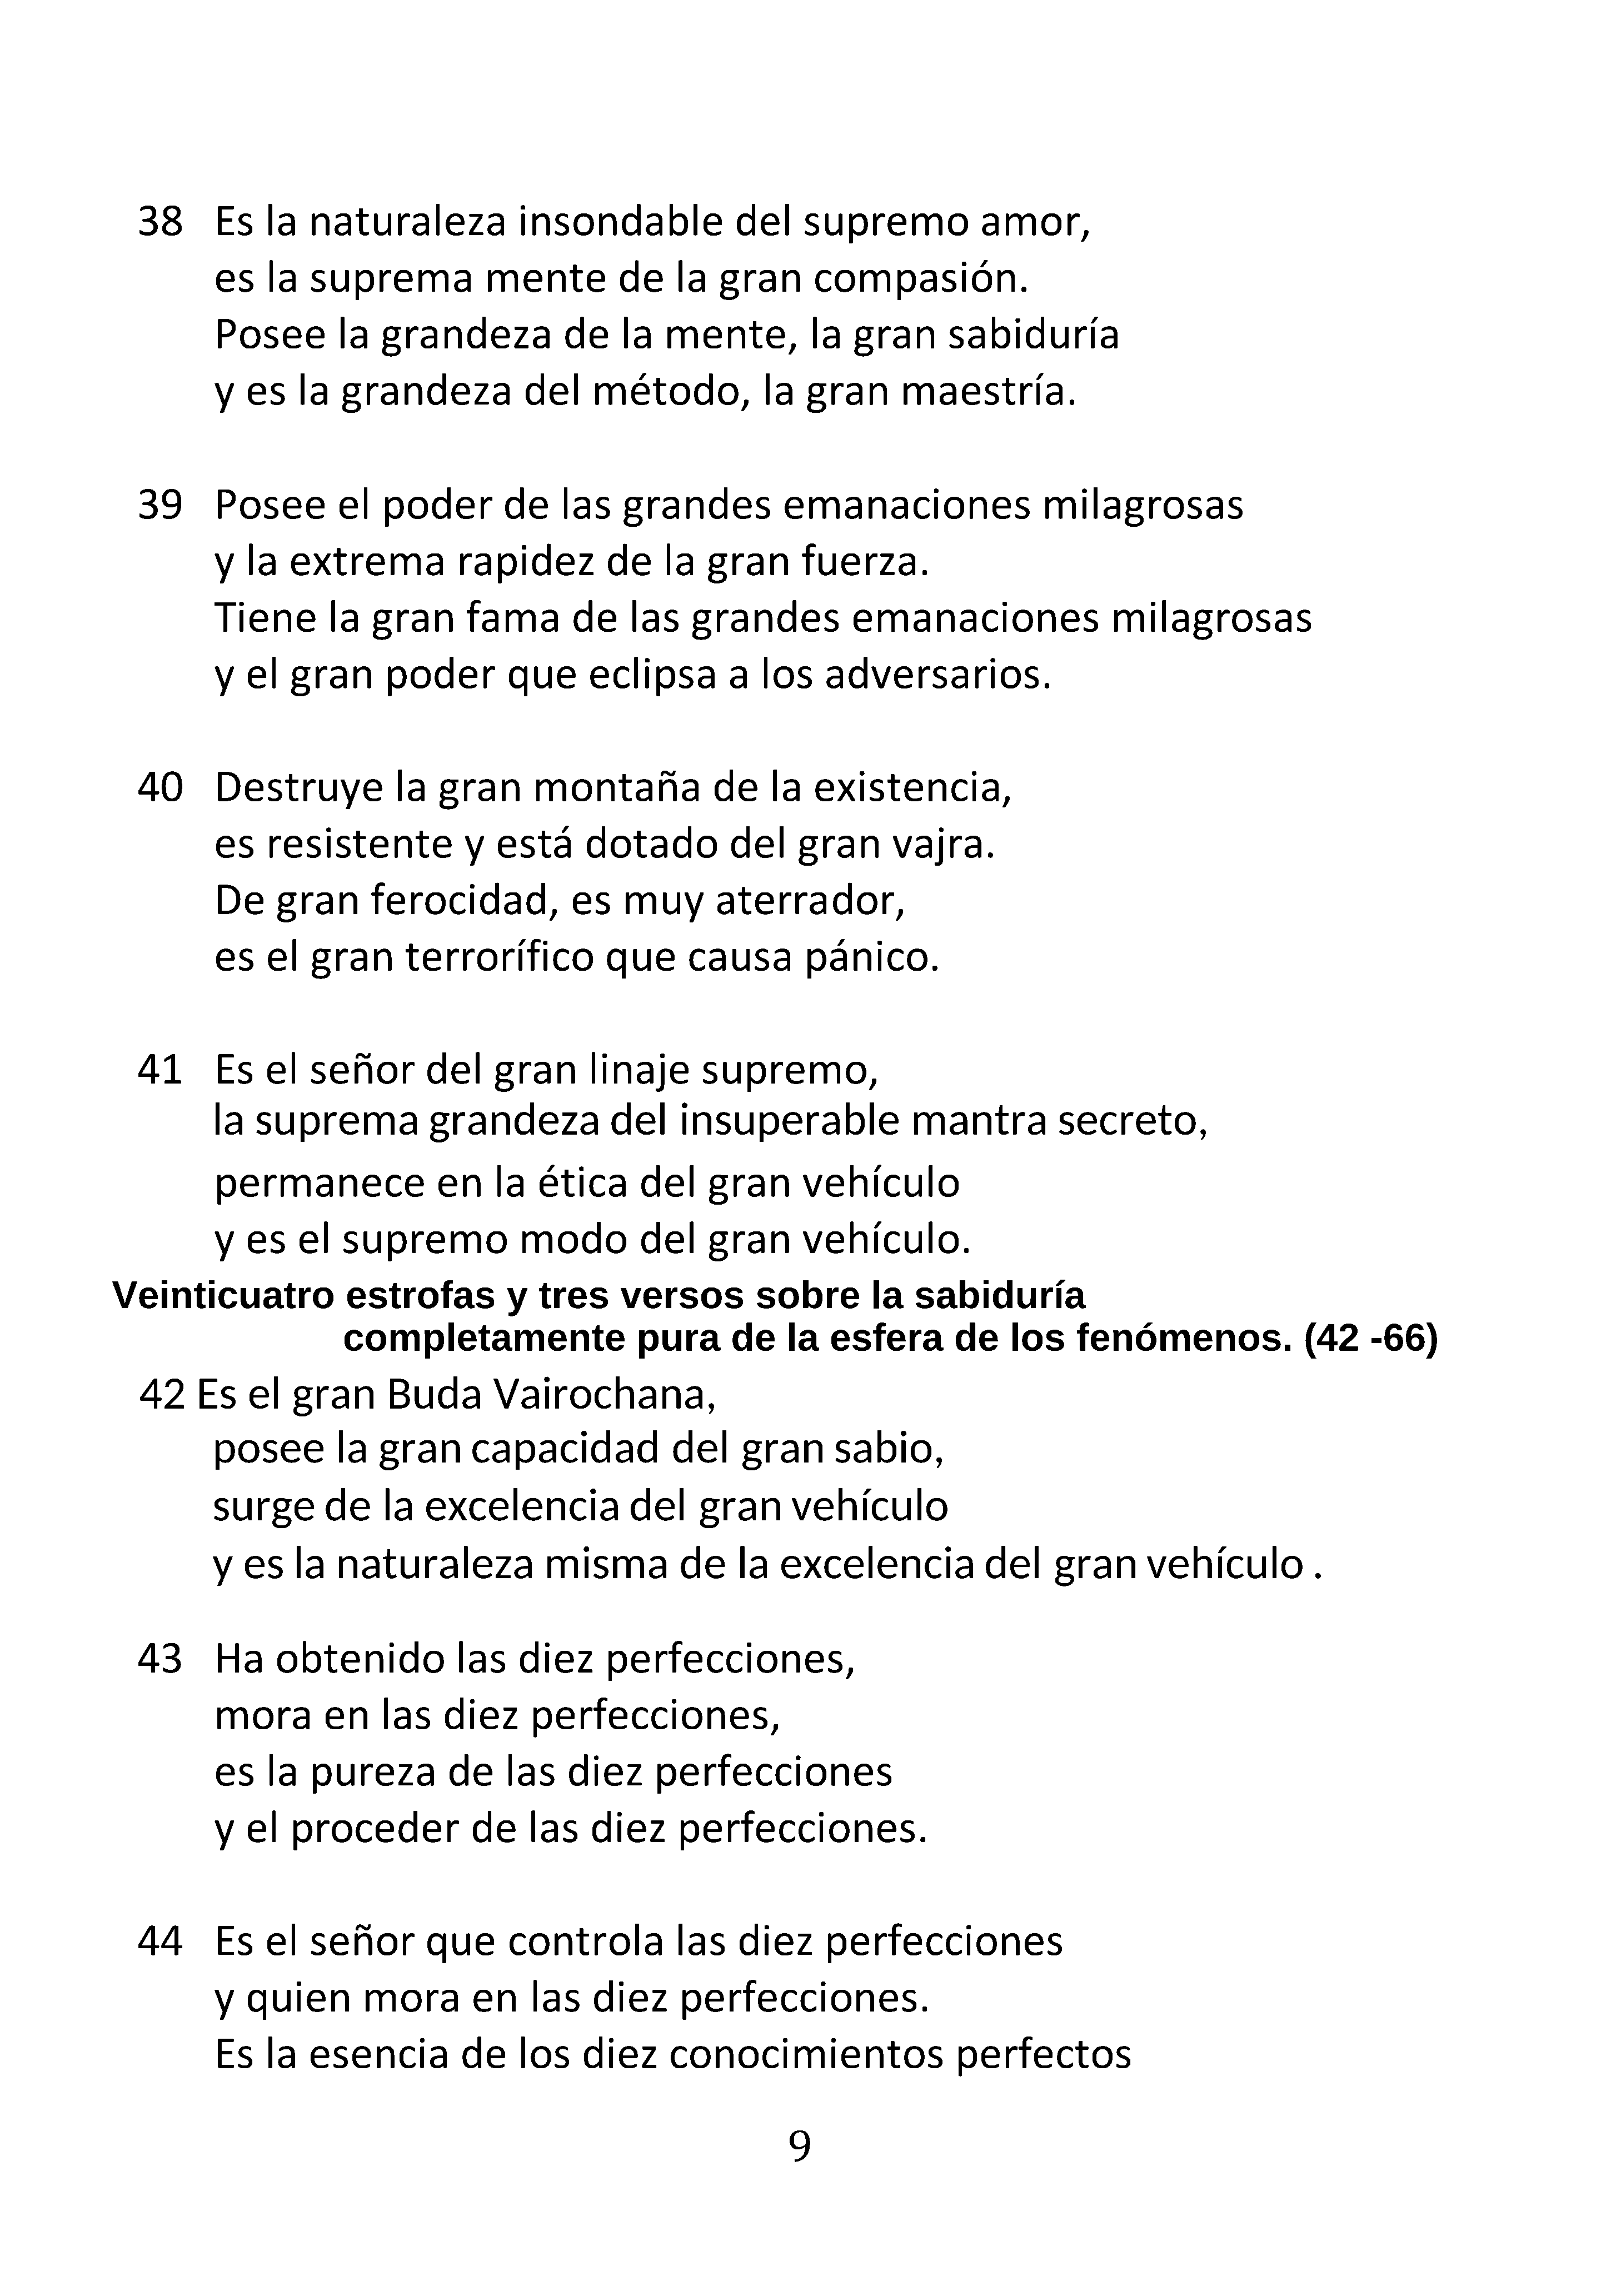 38 Es la naturaleza insondable del supremo amor,
es la suprema mente de la gran compasión.
Posee la grandeza de la mente, la gran sabiduría
y es la grandeza del método, la gran maestría.
39 Posee el poder de las grandes emanaciones milagrosas
y la extrema rapidez de la gran fuerza.
Tiene la gran fama de las grandes emanaciones milagrosas
y el gran poder que eclipsa a los adversarios.
40 Destruye la gran montaña de la existencia,
es resistente y está dotado del gran vajra.
De gran ferocidad, es muy aterrador,
es el gran terrorífico que causa pánico.
41 Es el señor del gran linaje supremo,
la suprema grandeza del insuperable mantra secreto,
permanece en la ética del gran vehículo
y es el supremo modo del gran vehículo.
Veinticuatro estrofas y tres versos sobre la sabiduría
completamente pura de la esfera de los fenómenos. (42 -66)
42 Es el gran Buda Vairochana,
posee la gran capacidad del gran sabio,
surge de la excelencia del gran vehículo
y es la naturaleza misma de la excelencia del gran vehículo .
43 Ha obtenido las diez perfecciones,
mora en las diez perfecciones,
es la pureza de las diez perfecciones
y el proceder de las diez perfecciones.
44 Es el señor que controla las diez perfecciones
y quien mora en las diez perfecciones.
Es la esencia de los diez conocimientos perfectos
9